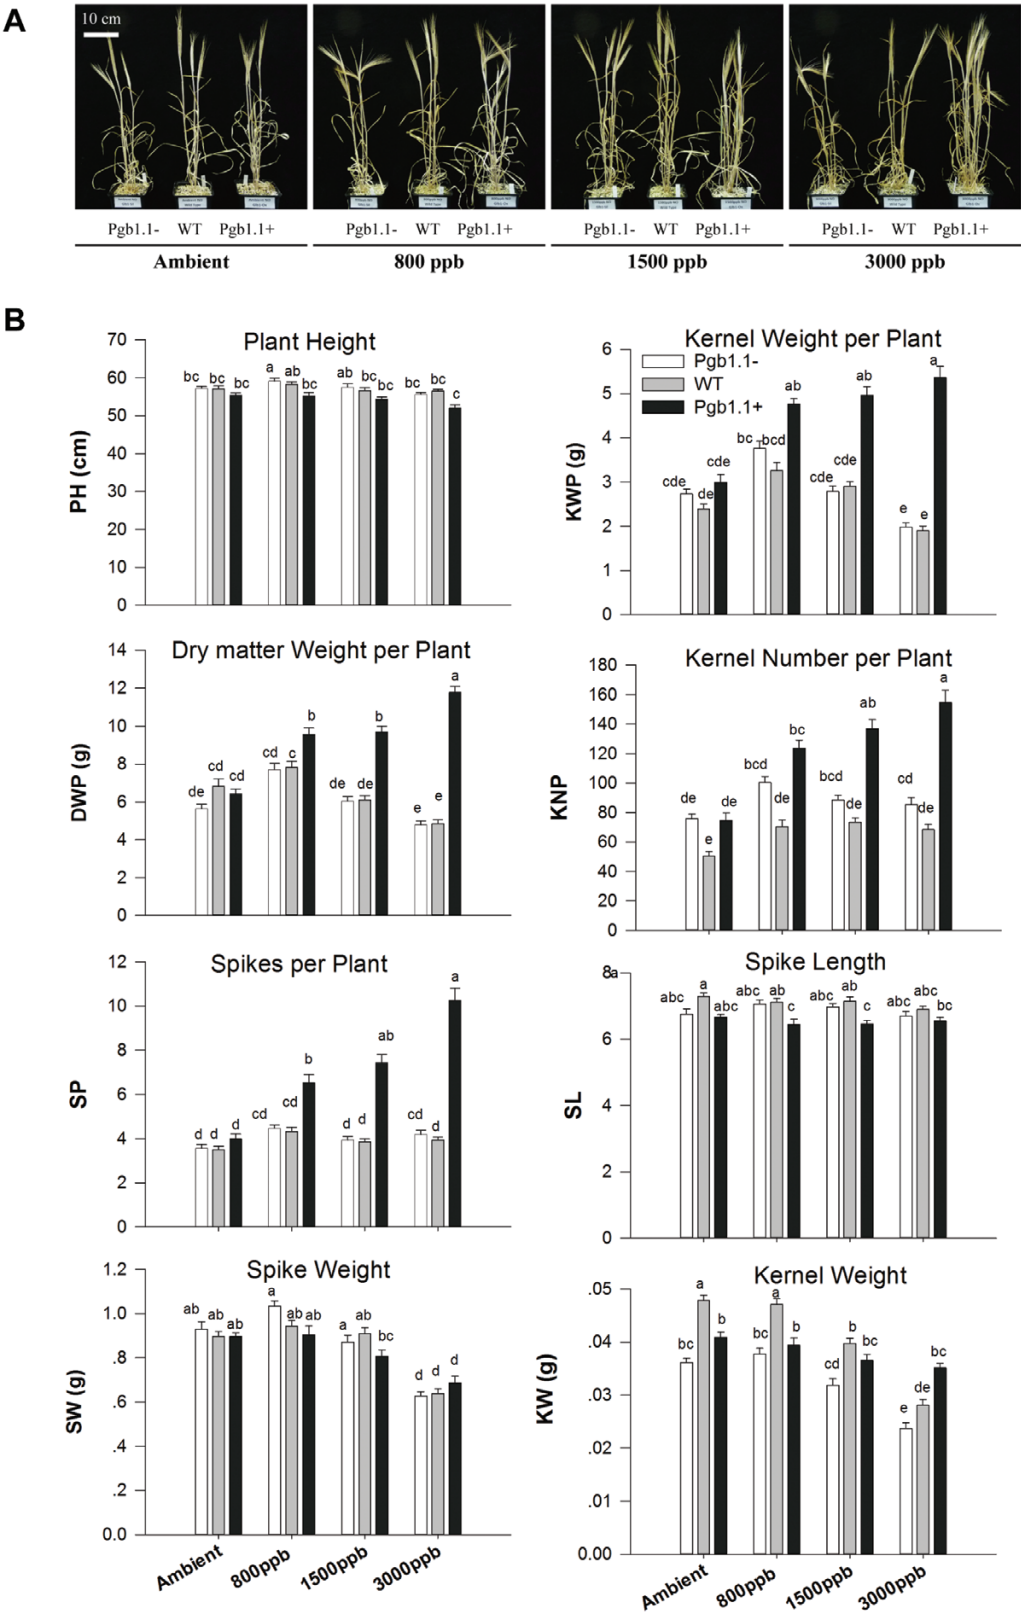 A
10 cm
Pgb1.1- WT Pgb1.1+ Pgb1.1- WT Pgb1.1+ Pgb1.1- WT Pgb1.1+ Pgb1.1- WT Pgb1.1+
Ambient 800 ppb 1500 ppb 3000 ppb
B
Plant Height
PH (cm)
70
60
50
40
30
20
10
0
bc bc bc a ab bc ab bc bc bc bc c
Kernel Weight per Plant
Pgb1.1-
WT
Pgb1.1+
KWP (g)
6
5
4
3
2
1
0
cde de cde bc bcd ab cde cde ab e e a
Dry matter Weight per Plant
DWP (g)
14
12
10
8
6
4
2
0
de cd cd cd c b de de b e e a
Kernel Number per Plant
KNP
180
160
140
120
100
80
60
40
20
0
de e de bcd de bc bcd de ab cd de a
Spikes per Plant
SP
12
10
8
6
4
2
0
d d d cd cd b d d ab cd d a
Spike Length
SL
8a
6
4
2
0
abc a abc abc ab c abc ab c abc abc bc
Spike Weight
SW (g)
1.2
1.0
.8
.6
.4
.2
0.0
ab ab ab a ab ab a ab bc d d d
Ambient 800ppb 1500ppb 3000ppb
Kernel Weight
KW (g)
.05
.04
.03
.02
.01
0.00
bc a b bc a b cd b bc e de bc
Ambient 800ppb 1500ppb 3000ppb